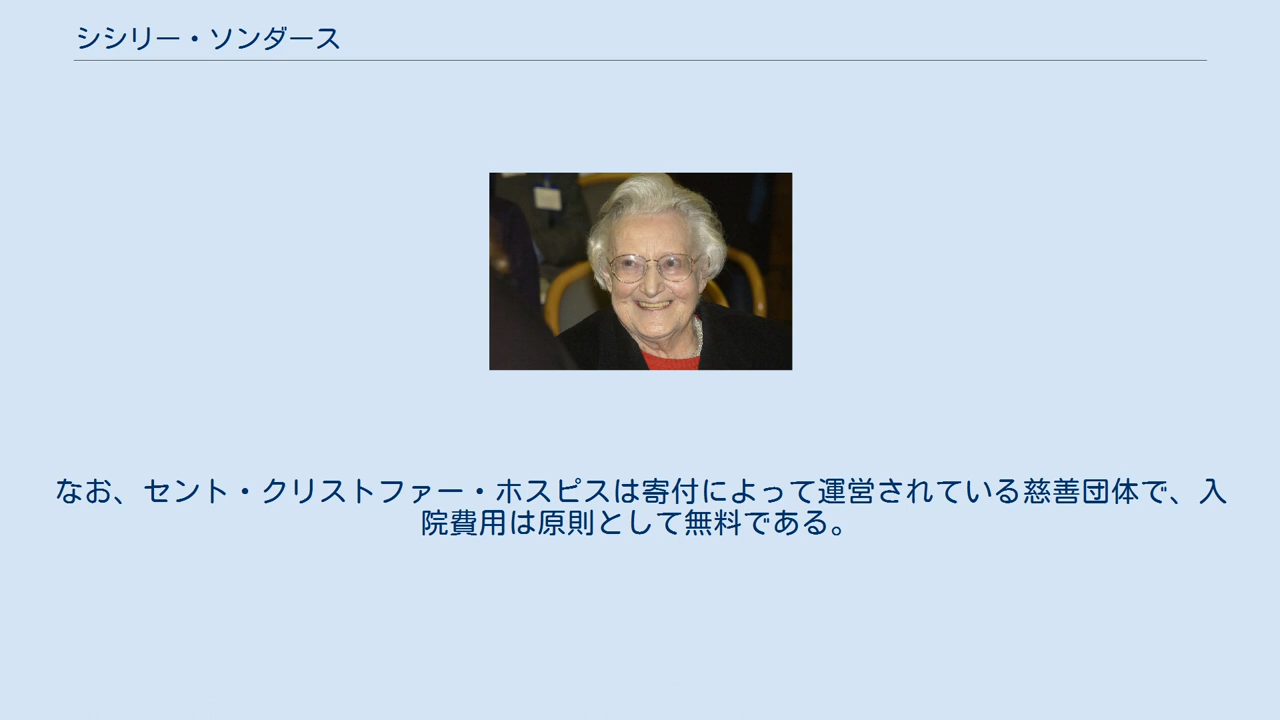 シシリー・ソンダース
なお、セント・クリストファー・ホスピスは寄付によって運営されている慈善団体で、入
院費用は原則として無料である。